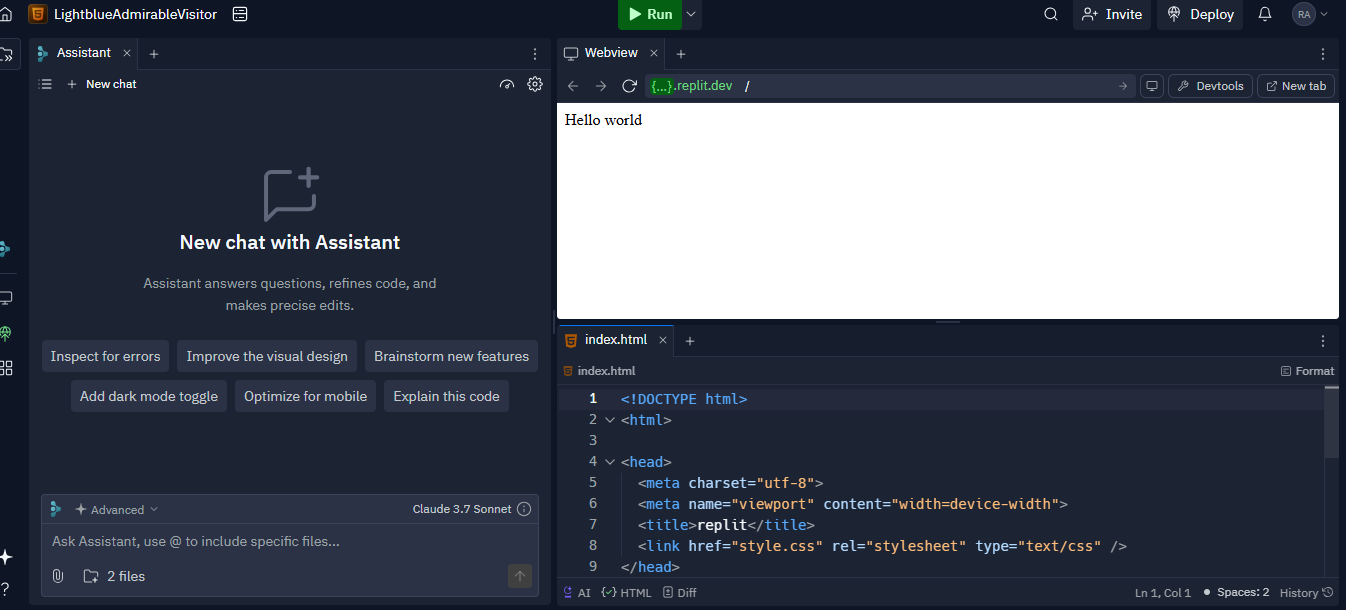 LightblueAdmirableVisitor
Run
Invite
Deploy
RA
Assistant
New chat
New chat with Assistant
Assistant answers questions, refines code, and
makes precise edits.
Inspect for errors
Improve the visual design
Brainstorm new features
Add dark mode toggle
Optimize for mobile
Explain this code
Advanced
Claude 3.7 Sonnet
Ask Assistant, use @ to include specific files...
2 files
Webview
{...}.replit.dev /
Devtools
New tab
Hello world
index.html
index.html
Format
1 <!DOCTYPE html>
2 <html>
3
4 <head>
5 <meta charset="utf-8">
6 <meta name="viewport" content="width=device-width">
7 <title>replit</title>
8 <link href="style.css" rel="stylesheet" type="text/css" />
9 </head>
AI
HTML
Diff
Ln 1, Col 1
Spaces: 2
History